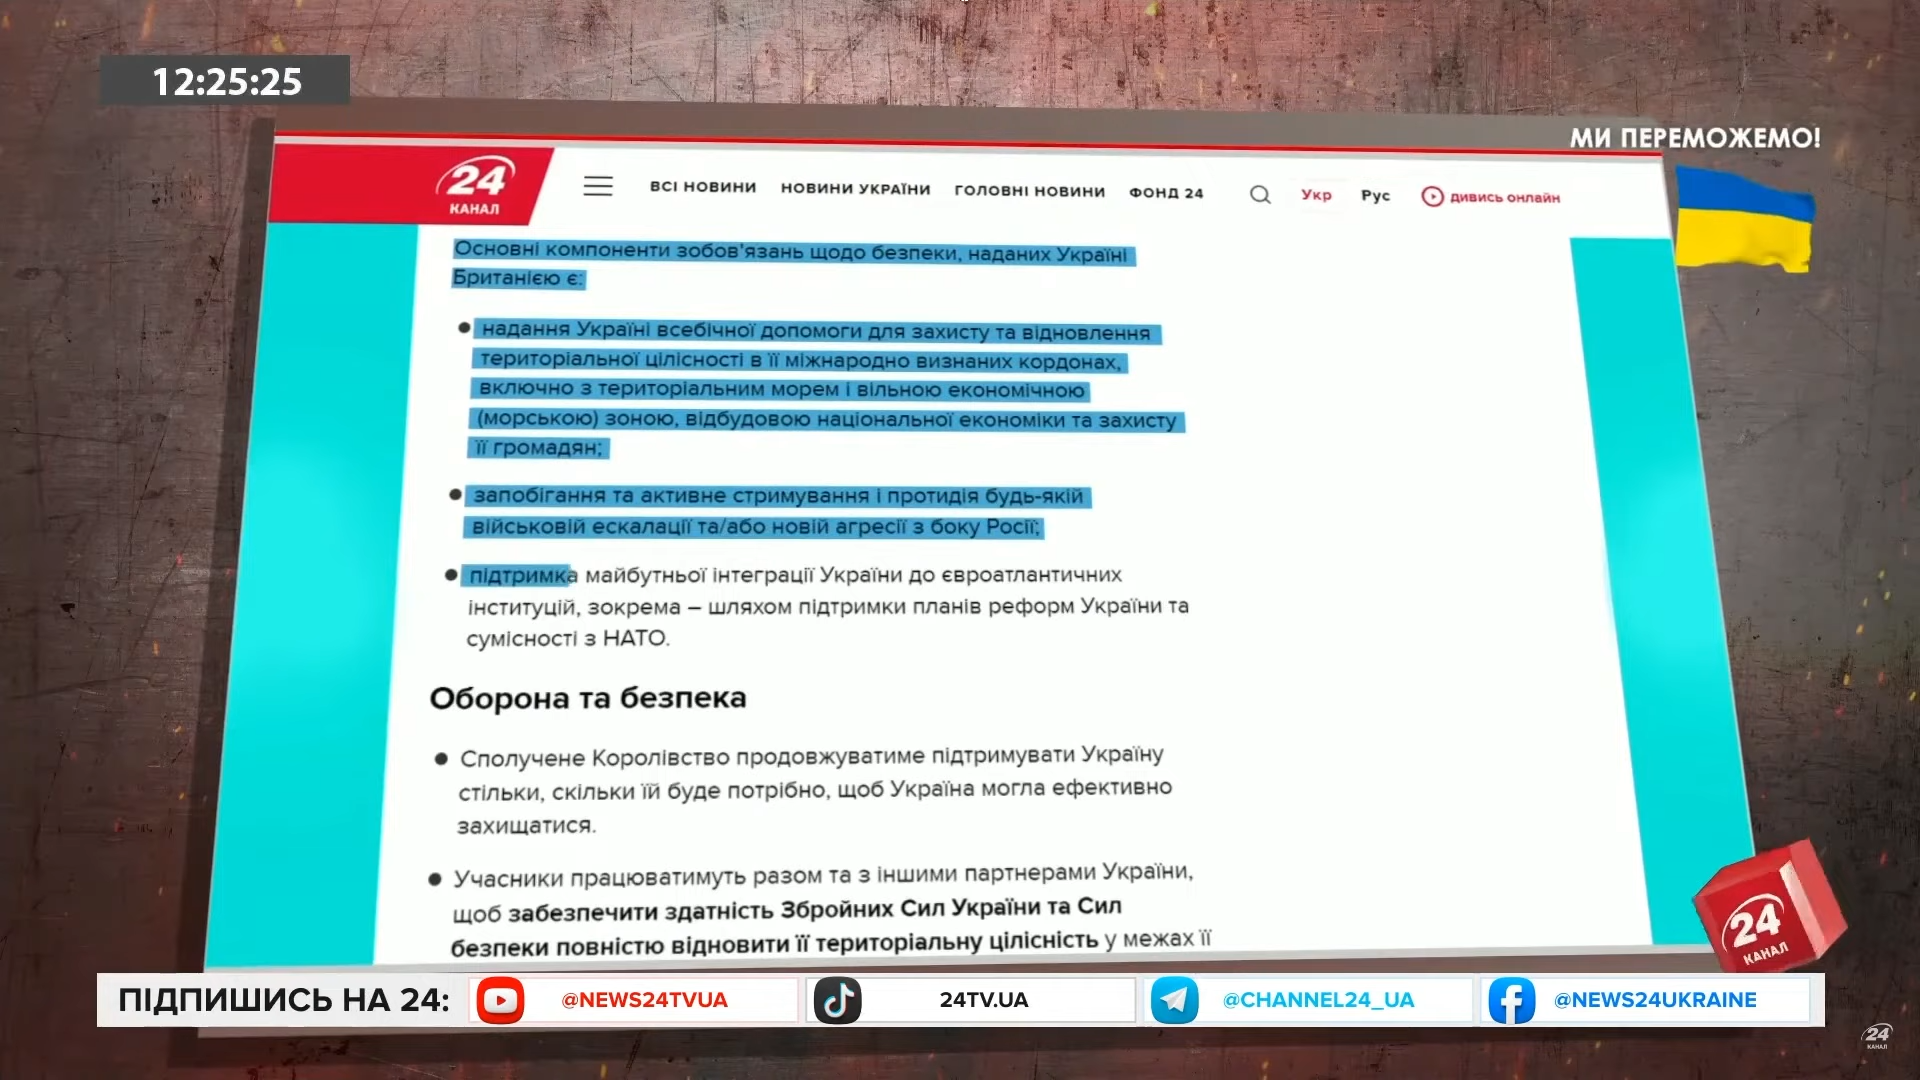 12:25:25
МИ ПЕРЕМОЖЕМО!
24
КАНАЛ
ВСІ НОВИНИ НОВИНИ УКРАЇНИ ГОЛОВНІ НОВИНИ ФОНД 24 Укр Рус дивись онлайн
Основні компоненти зобов'язань щодо безпеки, наданих Україні
Британією є:
надання Україні всебічної допомоги для захисту та відновлення
територіальної цілісності в її міжнародно визнаних кордонах,
включно з територіальним морем і вільною економічною
(морською) зоною, відбудовою національної економіки та захисту
її громадян;
запобігання та активне стримування і протидія будь-якій
військовій ескалації та/або новій агресії з боку Росії;
підтримка майбутньої інтеграції України до євроатлантичних
інституцій, зокрема – шляхом підтримки планів реформ України та
сумісності з НАТО.
Оборона та безпека
Сполучене Королівство продовжуватиме підтримувати Україну
стільки, скільки їй буде потрібно, щоб Україна могла ефективно
захищатися.
Учасники працюватимуть разом та з іншими партнерами України,
щоб забезпечити здатність Збройних Сил України та Сил
безпеки повністю відновити її територіальну цілісність у межах її
24
КАНАЛ
ПІДПИШИСЬ НА 24: @NEWS24TVUA 24TV.UA @CHANNEL24_UA @NEWS24UKRAINE
24
КАНАЛ